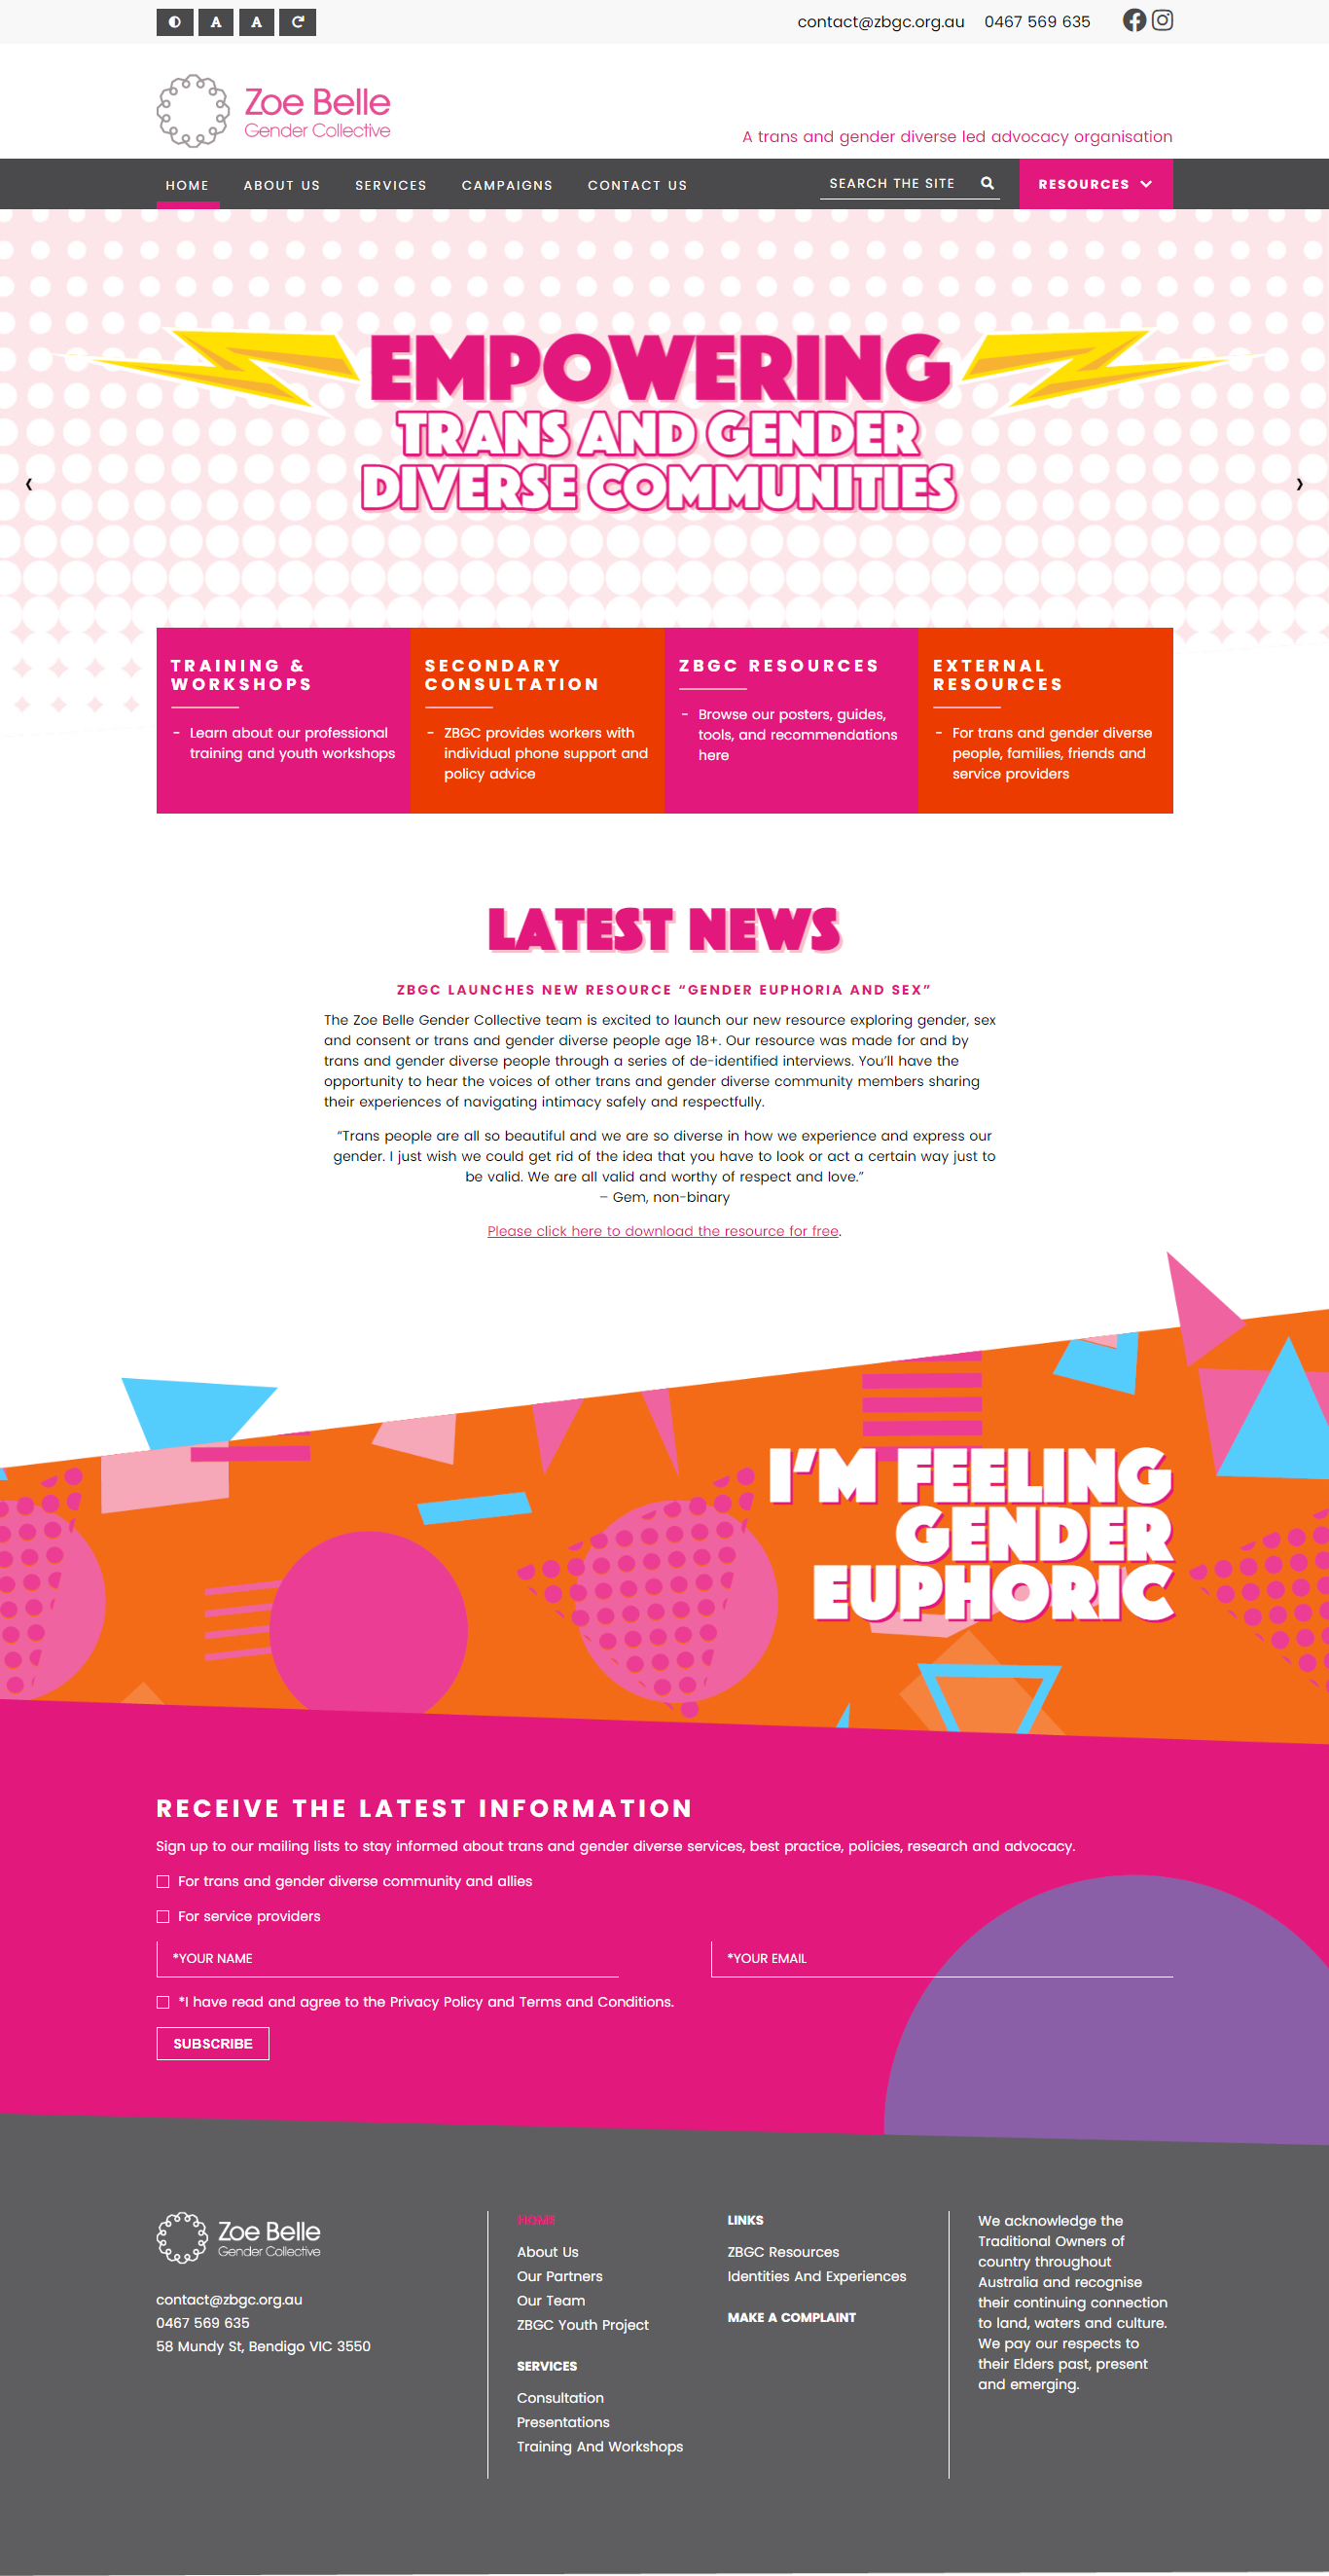 A A
contact@zbgc.org.au 0467 569 635
Zoe Belle
Gender Collective
A trans and gender diverse led advocacy organisation
HOME ABOUT US SERVICES CAMPAIGNS CONTACT US SEARCH THE SITE RESOURCES
EMPOWERING
TRANS AND GENDER
DIVERSE COMMUNITIES
TRAINING &
WORKSHOPS
- Learn about our professional
training and youth workshops
SECONDARY
CONSULTATION
- ZBGC provides workers with
individual phone support and
policy advice
ZBGC RESOURCES
- Browse our posters, guides,
tools, and recommendations
here
EXTERNAL
RESOURCES
- For trans and gender diverse
people, families, friends and
service providers
LATEST NEWS
ZBGC LAUNCHES NEW RESOURCE “GENDER EUPHORIA AND SEX”
The Zoe Belle Gender Collective team is excited to launch our new resource exploring gender, sex
and consent or trans and gender diverse people age 18+. Our resource was made for and by
trans and gender diverse people through a series of de-identified interviews. You’ll have the
opportunity to hear the voices of other trans and gender diverse community members sharing
their experiences of navigating intimacy safely and respectfully.
“Trans people are all so beautiful and we are so diverse in how we experience and express our
gender. I just wish we could get rid of the idea that you have to look or act a certain way just to
be valid. We are all valid and worthy of respect and love.”
– Gem, non-binary
Please click here to download the resource for free.
I’M FEELING
GENDER
EUPHORIC
RECEIVE THE LATEST INFORMATION
Sign up to our mailing lists to stay informed about trans and gender diverse services, best practice, policies, research and advocacy.
For trans and gender diverse community and allies
For service providers
*YOUR NAME *YOUR EMAIL
*I have read and agree to the Privacy Policy and Terms and Conditions.
SUBSCRIBE
Zoe Belle
Gender Collective
contact@zbgc.org.au
0467 569 635
58 Mundy St, Bendigo VIC 3550
HOME
About Us
Our Partners
Our Team
ZBGC Youth Project
SERVICES
Consultation
Presentations
Training And Workshops
LINKS
ZBGC Resources
Identities And Experiences
MAKE A COMPLAINT
We acknowledge the
Traditional Owners of
country throughout
Australia and recognise
their continuing connection
to land, waters and culture.
We pay our respects to
their Elders past, present
and emerging.